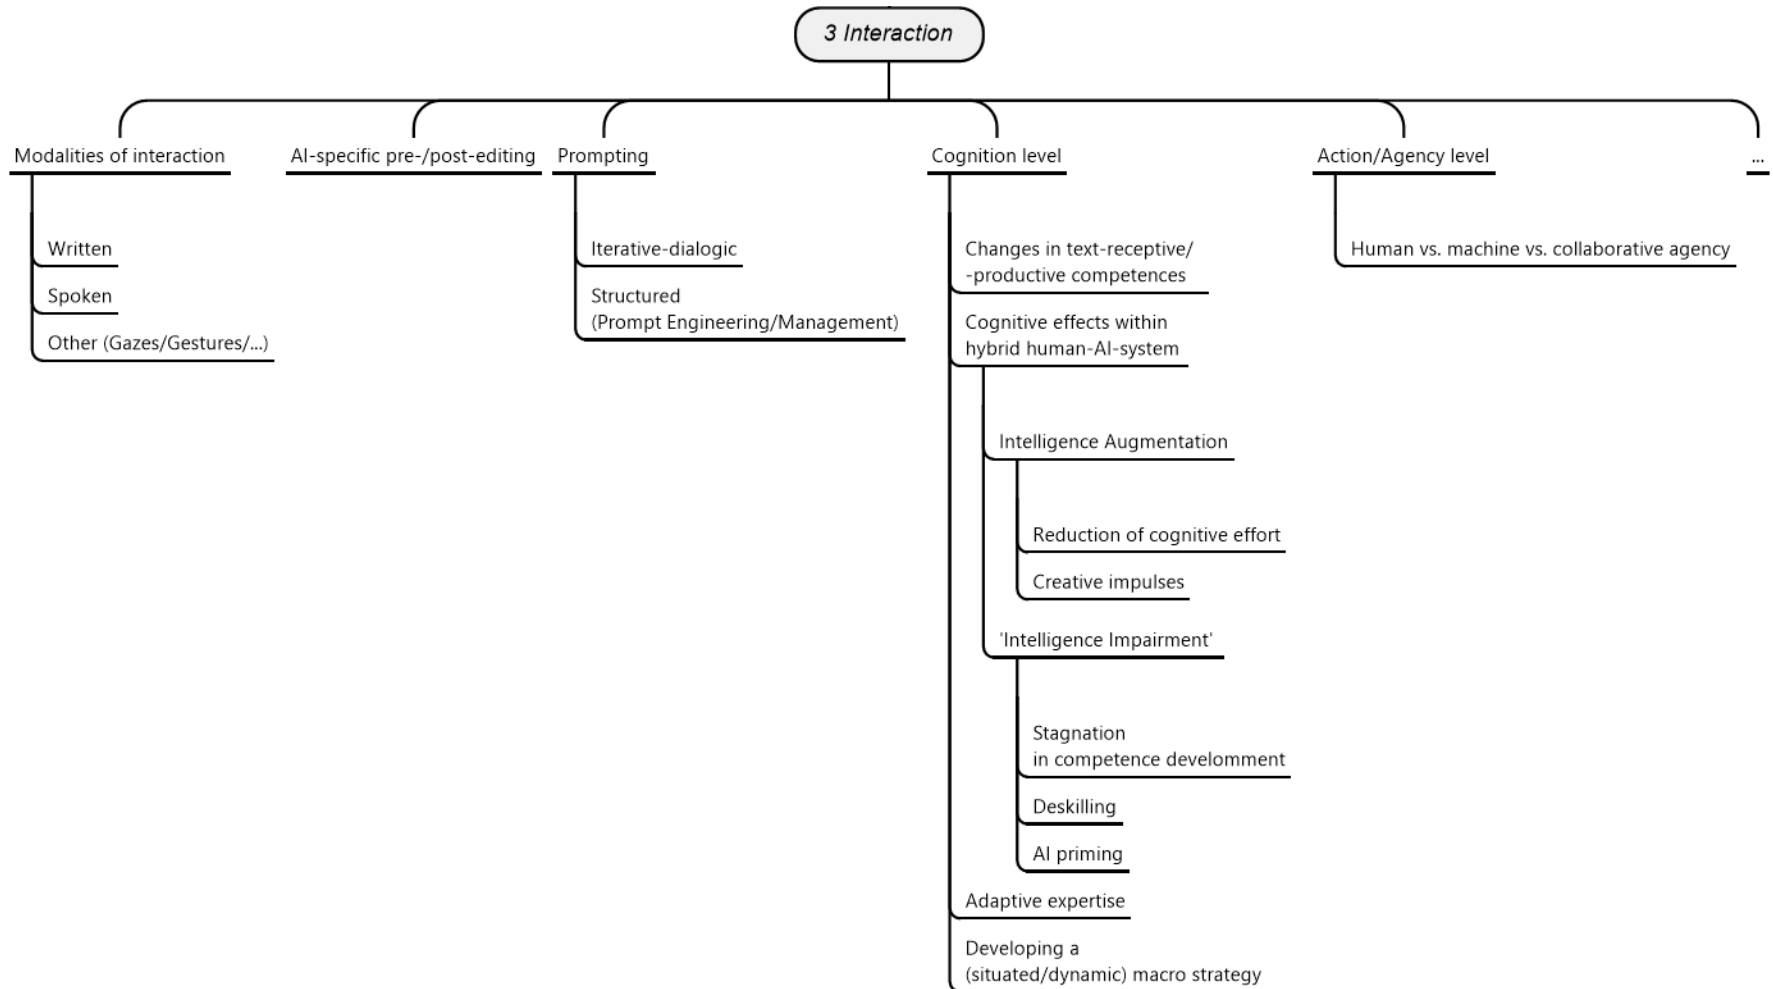 3 Interaction
Modalities of interaction
AI-specific pre-/post-editing
Prompting
Cognition level
Action/Agency level
...
Written
Spoken
Other (Gazes/Gestures/...)
Iterative-dialogic
Structured
(Prompt Engineering/Management)
Changes in text-receptive/
-productive competences
Cognitive effects within
hybrid human-AI-system
Intelligence Augmentation
Reduction of cognitive effort
Creative impulses
'Intelligence Impairment'
Stagnation
in competence develomment
Deskilling
AI priming
Adaptive expertise
Developing a
(situated/dynamic) macro strategy
Human vs. machine vs. collaborative agency